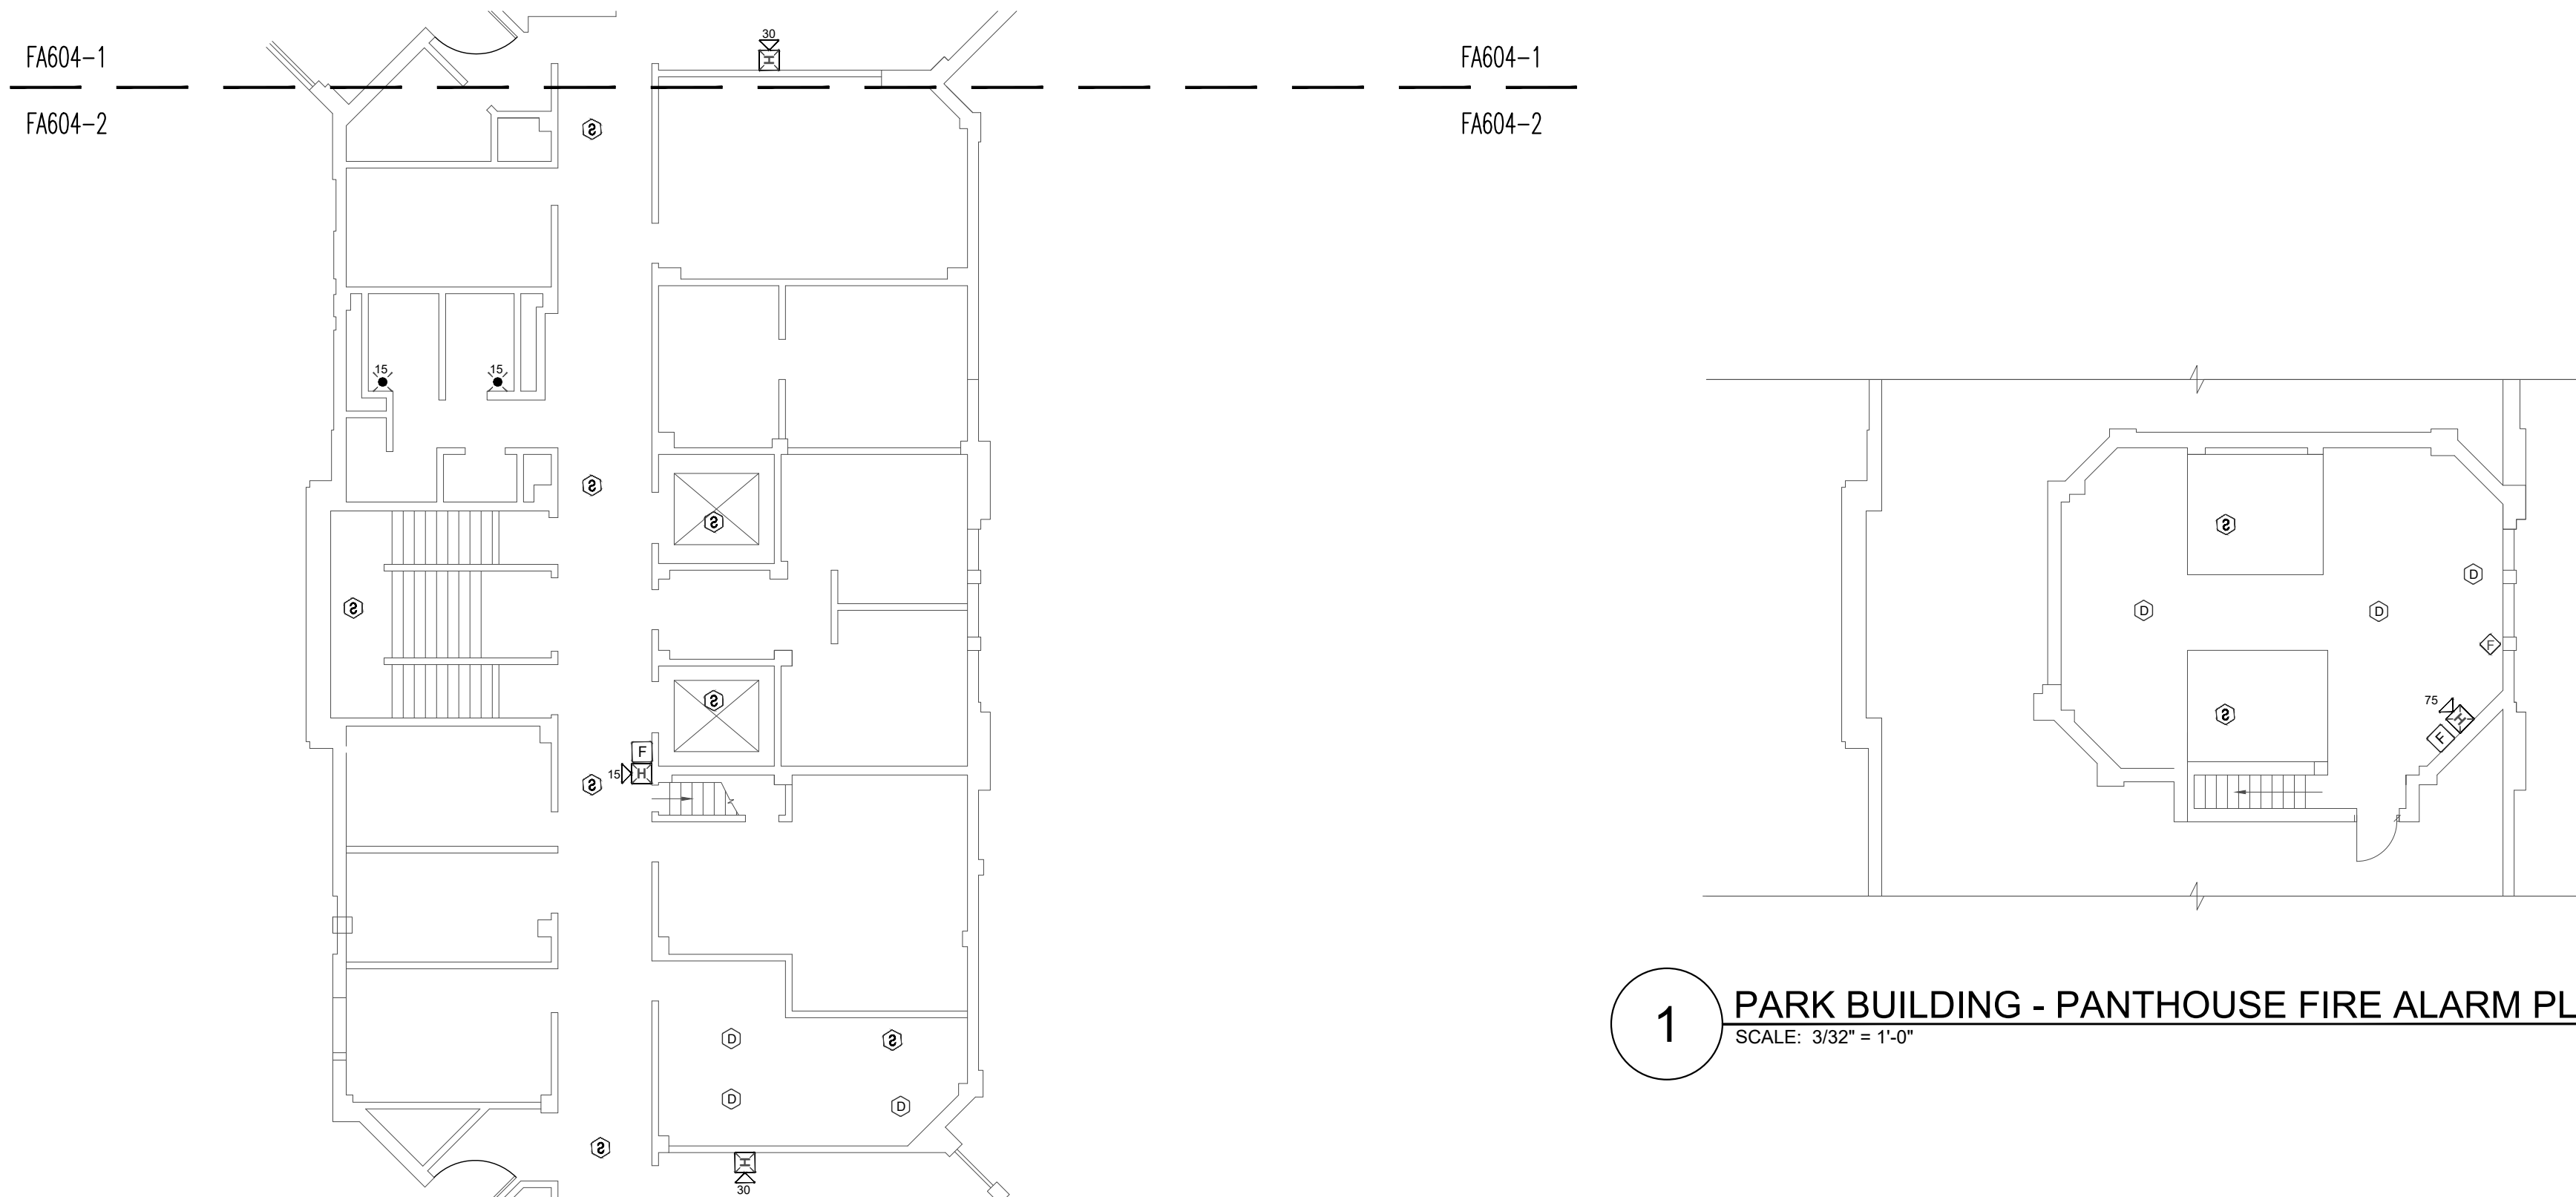 30
FA604-1
FA604-1
H
FA604-2
FA604-2
S
15
15
S
S
S
S
F
15
H
S
D
S
D
D
S
H
30
S
D
D
D
F
S
75
H
F
1
PARK BUILDING - PANTHOUSE FIRE ALARM PL
SCALE: 3/32" = 1'-0"